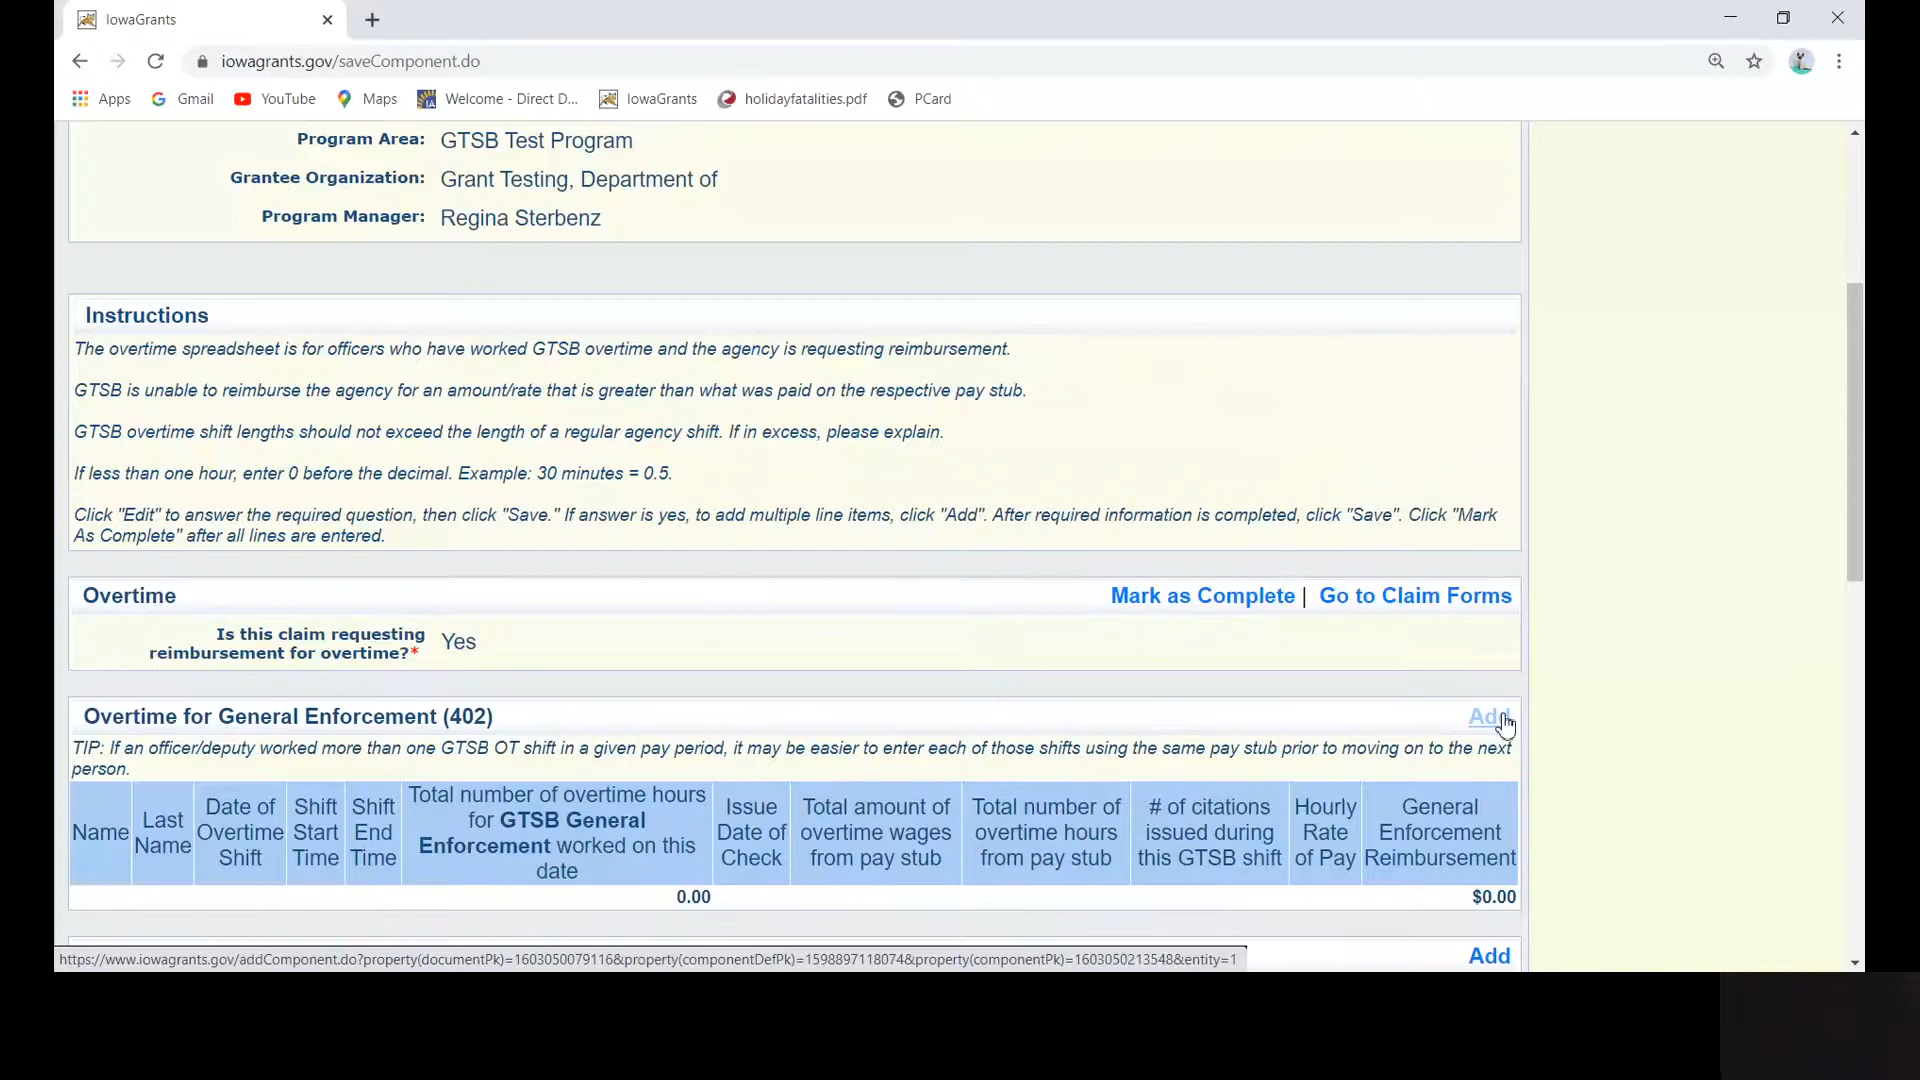 IowaGrants
iowagrants.gov/saveComponent.do
Apps Gmail YouTube Maps Welcome - Direct D... IowaGrants holidayfatalities.pdf PCard
Program Area: GTSB Test Program
Grantee Organization: Grant Testing, Department of
Program Manager: Regina Sterbenz
Instructions
The overtime spreadsheet is for officers who have worked GTSB overtime and the agency is requesting reimbursement.
GTSB is unable to reimburse the agency for an amount/rate that is greater than what was paid on the respective pay stub.
GTSB overtime shift lengths should not exceed the length of a regular agency shift. If in excess, please explain.
If less than one hour, enter 0 before the decimal. Example: 30 minutes = 0.5.
Click "Edit" to answer the required question, then click "Save." If answer is yes, to add multiple line items, click "Add". After required information is completed, click "Save". Click "Mark
As Complete" after all lines are entered.
Overtime Mark as Complete | Go to Claim Forms
Is this claim requesting
reimbursement for overtime?* Yes
Overtime for General Enforcement (402) Add
TIP: If an officer/deputy worked more than one GTSB OT shift in a given pay period, it may be easier to enter each of those shifts using the same pay stub prior to moving on to the next
person.
Name
Last
Name
Date of
Overtime
Shift
Shift
Start
Time
Shift
End
Time
Total number of overtime hours
for GTSB General
Enforcement worked on this
date
Issue
Date of
Check
Total amount of
overtime wages
from pay stub
Total number of
overtime hours
from pay stub
# of citations
issued during
this GTSB shift
Hourly
Rate
of Pay
General
Enforcement
Reimbursement
0.00 $0.00
Add
https://www.iowagrants.gov/addComponent.do?property(documentPk)=1603050079116&property(componentDefPk)=1598897118074&property(componentPk)=1603050213548&entity=1